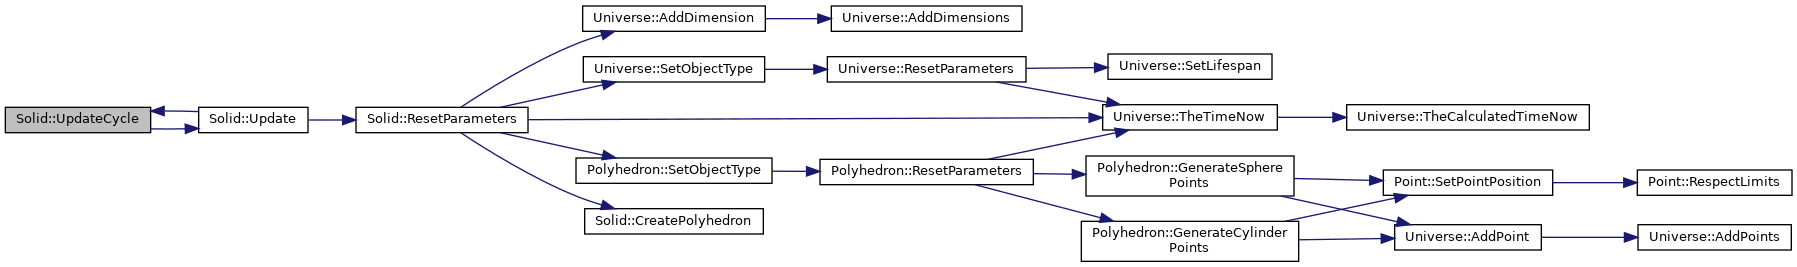 Solid::UpdateCycle
Solid::Update
Solid::ResetParameters
Universe::AddDimension
Universe::AddDimensions
Universe::SetObjectType
Universe::ResetParameters
Universe::SetLifespan
Universe::TheTimeNow
Universe::TheCalculatedTimeNow
Polyhedron::SetObjectType
Polyhedron::ResetParameters
Polyhedron::GenerateSphere
Points
Point::SetPointPosition
Point::RespectLimits
Solid::CreatePolyhedron
Polyhedron::GenerateCylinder
Points
Universe::AddPoint
Universe::AddPoints